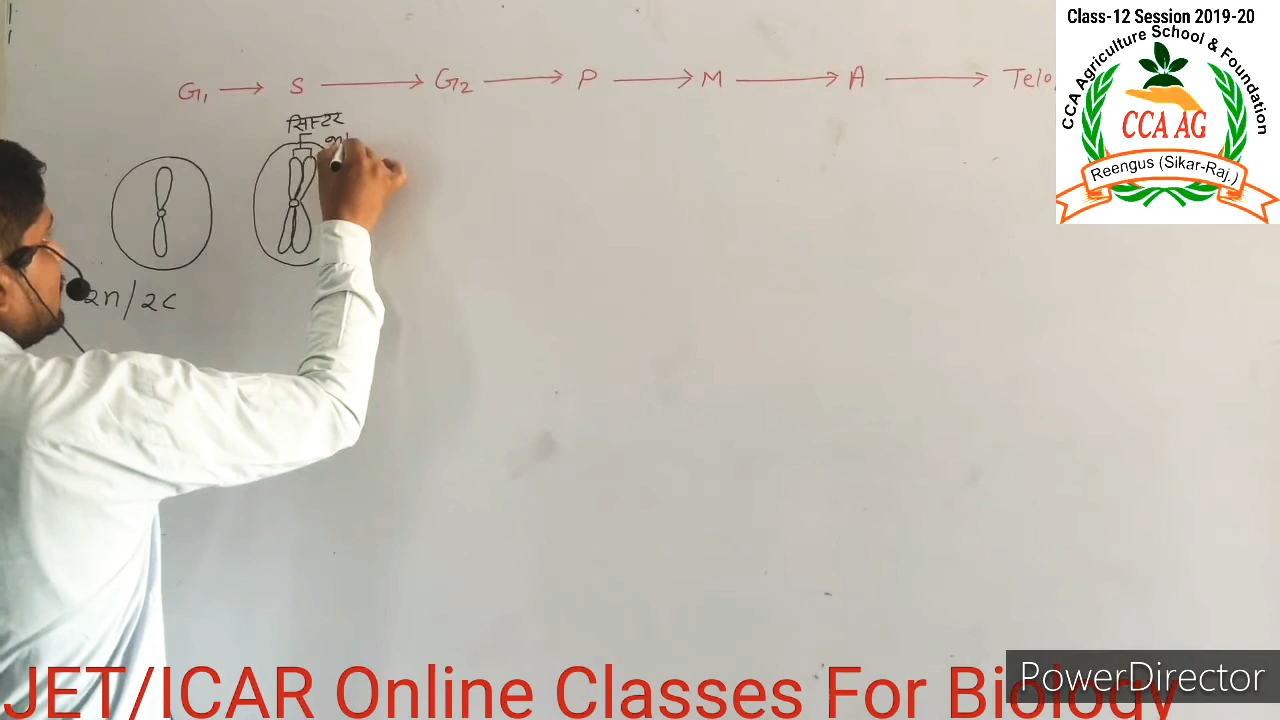 Class-12 Session 2019-20
CCA Agriculture School & Foundation
CCA AG
Reengus (Sikar-Raj.)
G₁ → S → G₂ → P → M → A → Telo
सिस्टर
2n/2c
JET/ICAR Online Classes For Biology
PowerDirector